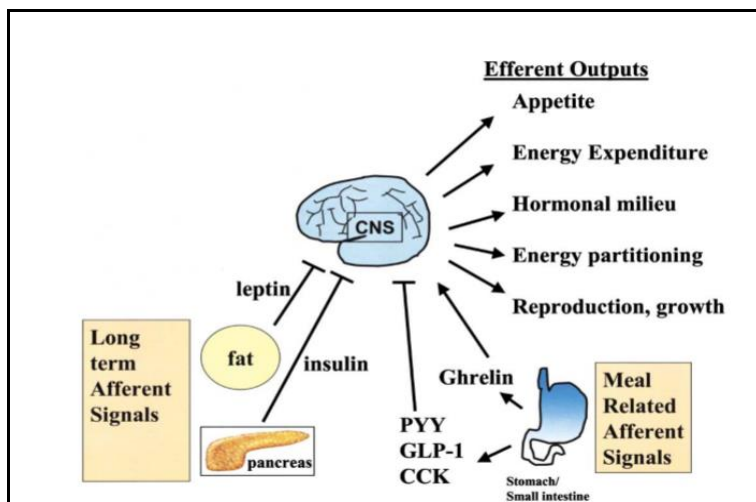 Efferent Outputs
Appetite
Energy Expenditure
Hormonal milieu
Energy partitioning
Reproduction, growth
CNS
leptin
insulin
fat
pancreas
Long
term
Afferent
Signals
Ghrelin
PYY
GLP-1
CCK
Stomach/
Small intestine
Meal
Related
Afferent
Signals